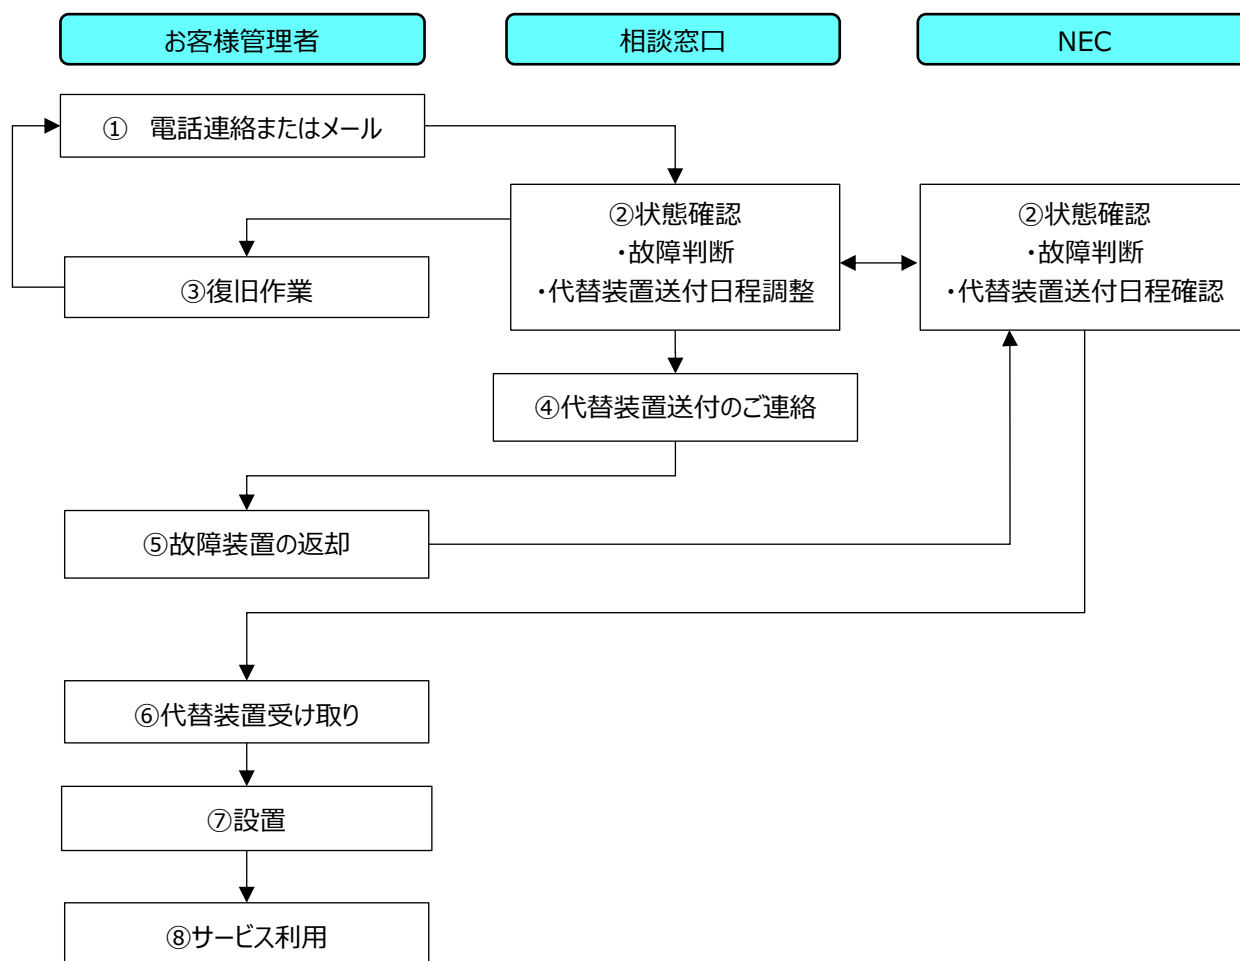 お客様管理者
相談窓口
NEC
① 電話連絡またはメール
②状態確認
・故障判断
・代替装置送付日程調整
②状態確認
・故障判断
・代替装置送付日程確認
③復旧作業
④代替装置送付のご連絡
⑤故障装置の返却
⑥代替装置受け取り
⑦設置
⑧サービス利用